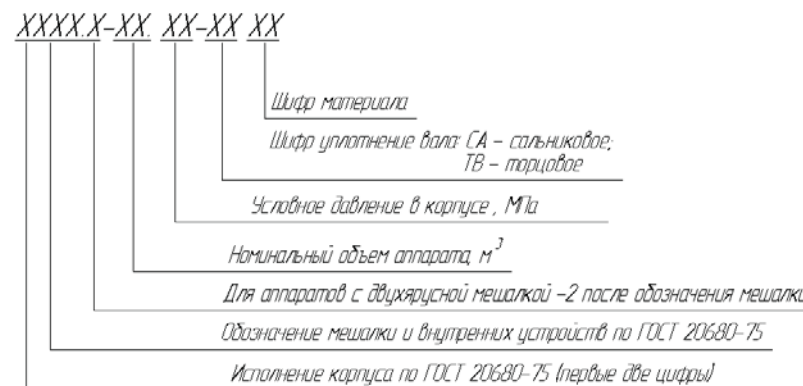 XXXX.X-XX. XX-XX XX
Шифр материала
Шифр уплотнение вала: СА - сальниковое;
ТВ - торцовое
Условное давление в корпусе, МПа
Номинальный объем аппарата, м³
Для аппаратов с двухярусной мешалкой -2 после обозначения мешалки
Обозначение мешалки и внутренних устройств по ГОСТ 20680-75
Исполнение корпуса по ГОСТ 20680-75 (первые две цифры)